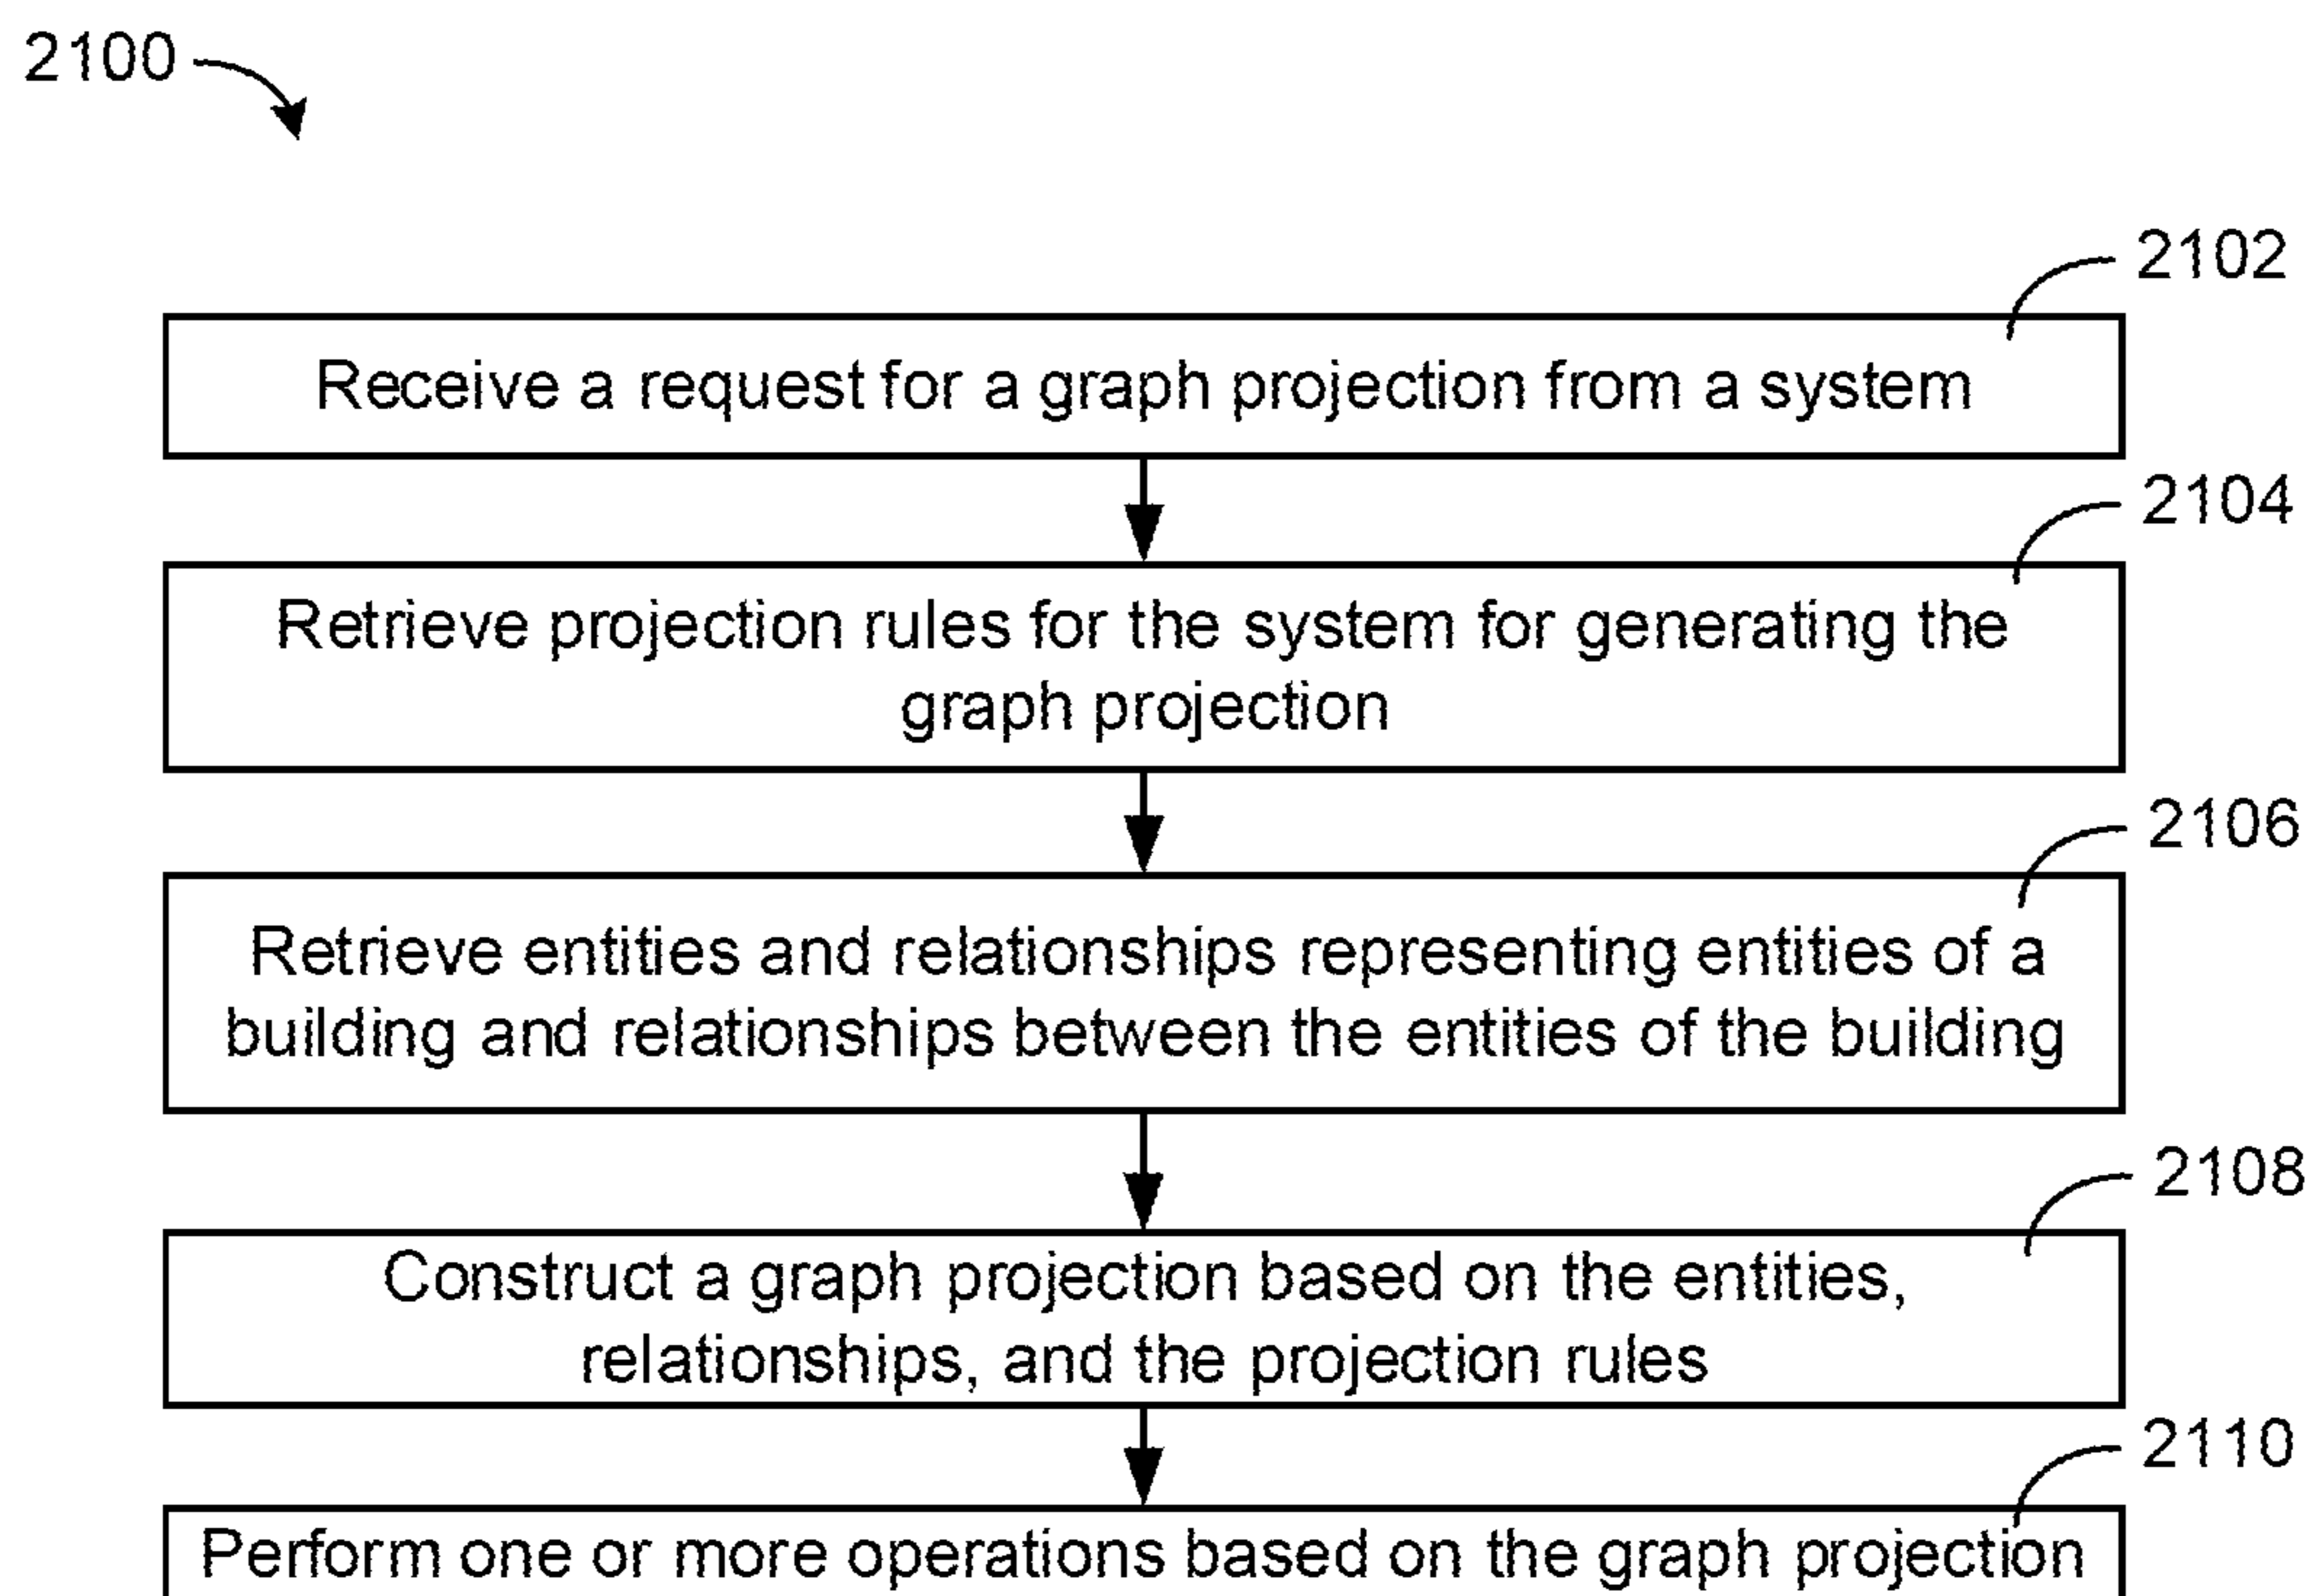 2100
2102
Receive a request for a graph projection from a system
2104
Retrieve projection rules for the system for generating the
graph projection
2106
Retrieve entities and relationships representing entities of a
building and relationships between the entities of the building
2108
Construct a graph projection based on the entities,
relationships, and the projection rules
2110
Perform one or more operations based on the graph projection